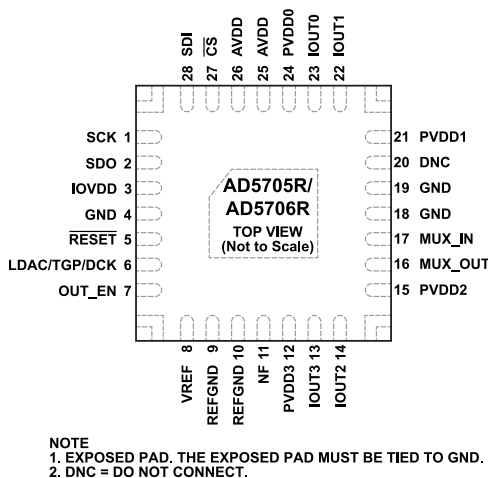 28 SDI
27 CS
26 AVDD
25 AVDD
24 PVDD0
23 IOUT0
22 IOUT1
SCK 1
SDO 2
IOVDD 3
GND 4
RESET 5
LDAC/TGP/DCK 6
OUT_EN 7
AD5705R/
AD5706R
TOP VIEW
(Not to Scale)
21 PVDD1
20 DNC
19 GND
18 GND
17 MUX_IN
16 MUX_OUT
15 PVDD2
VREF 8
REFGND 9
REFGND 10
NF 11
PVDD3 12
IOUT3 13
IOUT2 14
NOTE
1. EXPOSED PAD. THE EXPOSED PAD MUST BE TIED TO GND.
2. DNC = DO NOT CONNECT.